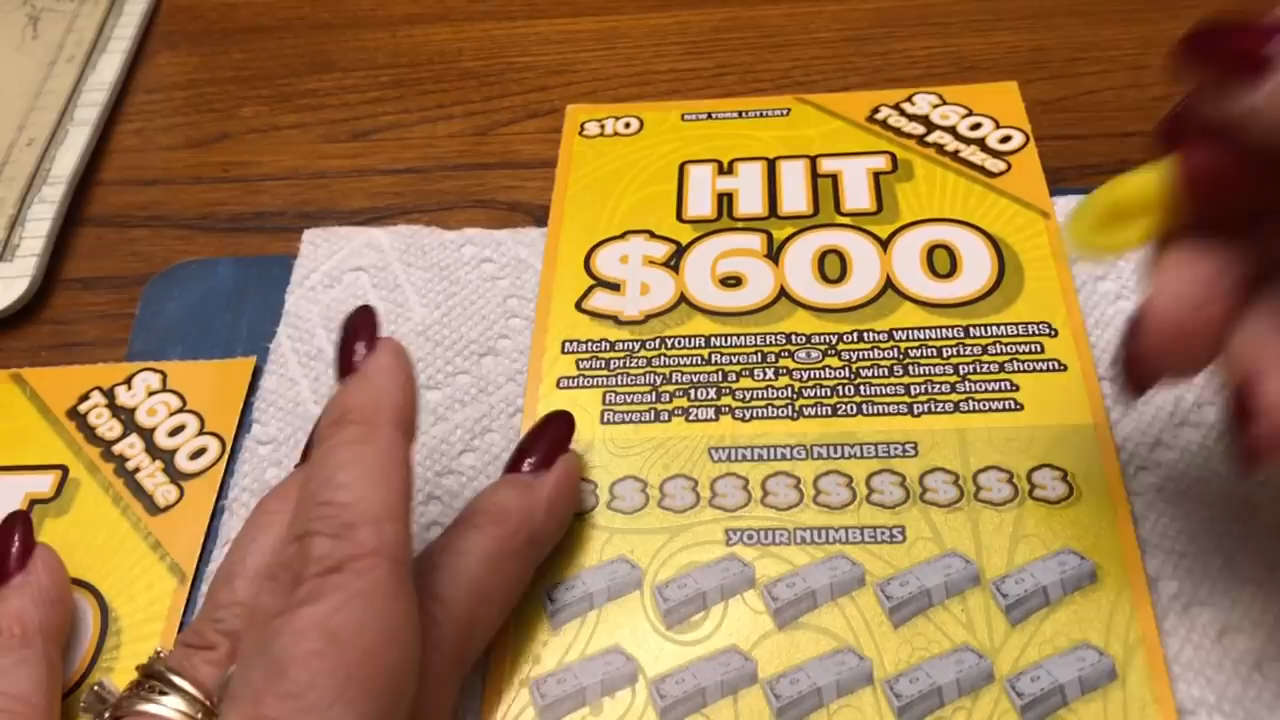 $10
NEW YORK LOTTERY
$600
Top Prize
HIT
$600
Match any of YOUR NUMBERS to any of the WINNING NUMBERS,
win prize shown. Reveal a " " symbol, win prize shown
automatically. Reveal a " 5X " symbol, win 5 times prize shown.
Reveal a " 10X " symbol, win 10 times prize shown.
Reveal a " 20X " symbol, win 20 times prize shown.
WINNING NUMBERS
$ $ $ $ $ $ $ $ $ $
YOUR NUMBERS
$600
Top Prize
T